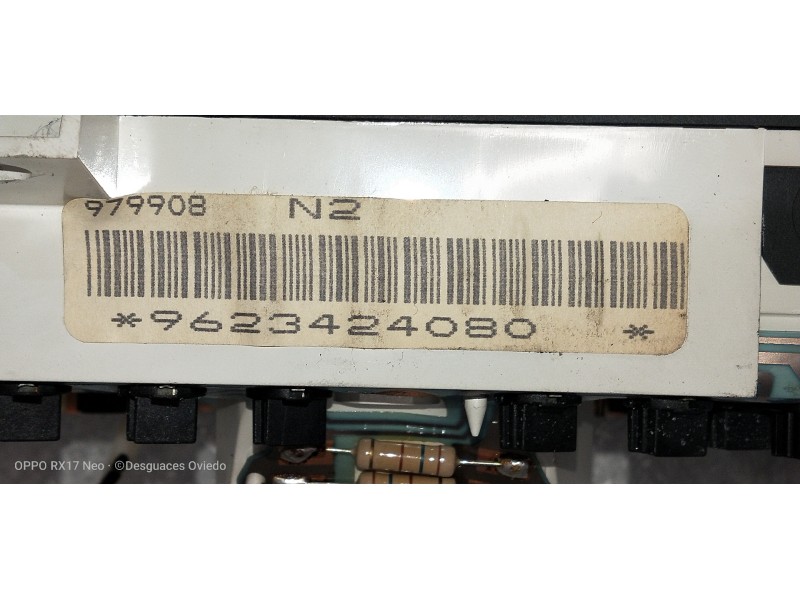 979908 N2
*9623424080 *
OPPO RX17 Neo · ©Desguaces Oviedo